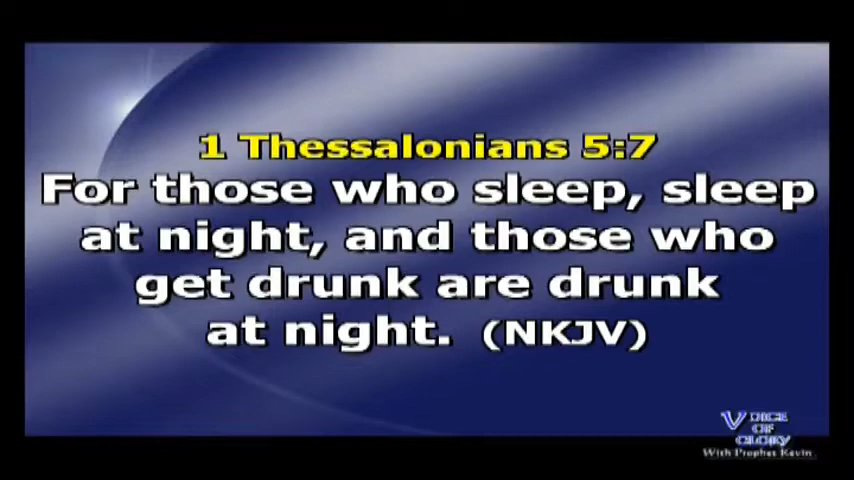 1 Thessalonians 5:7
For those who sleep, sleep
at night, and those who
get drunk are drunk
at night. (NKJV)
VOICE
OF
GLORY
With Prophet Kevin